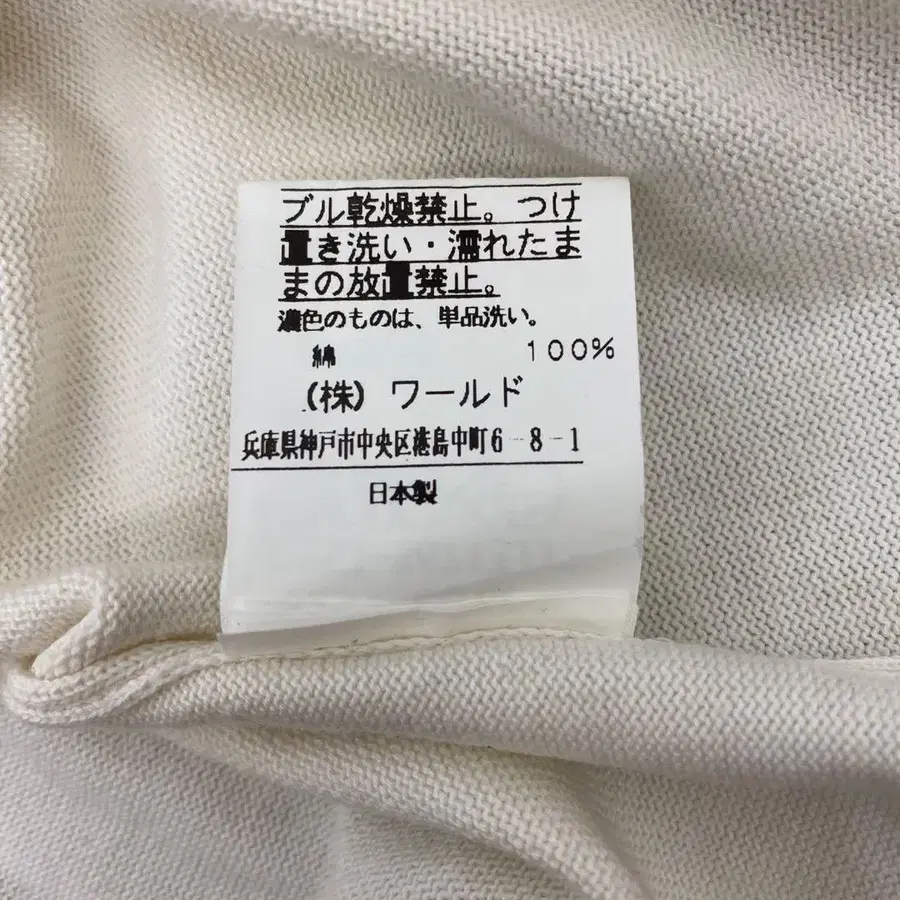 ブル乾燥禁止。つけ
置き洗い・濡れたま
まの放置禁止。
濃色のものは、単品洗い。
綿 100%
(株) ワールド
兵庫県神戸市中央区港島中町6-8-1
日本製